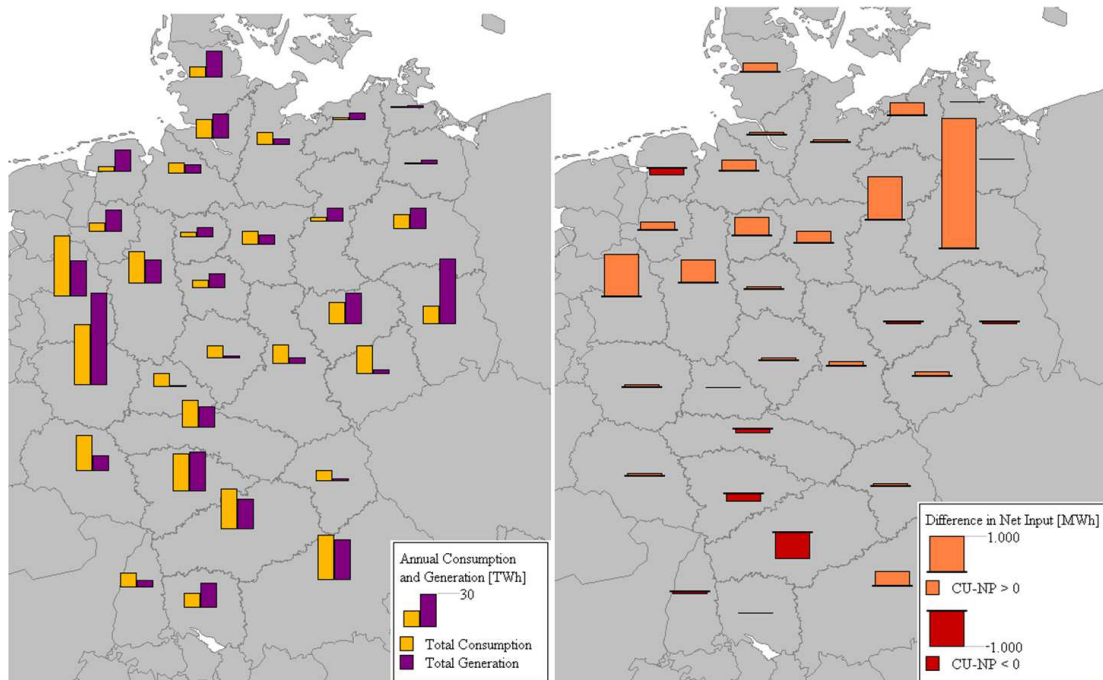 Annual Consumption
and Generation [TWh]
30
Total Consumption
Total Generation
Difference in Net Input [MWh]
1.000
CU-NP > 0
-1.000
CU-NP < 0